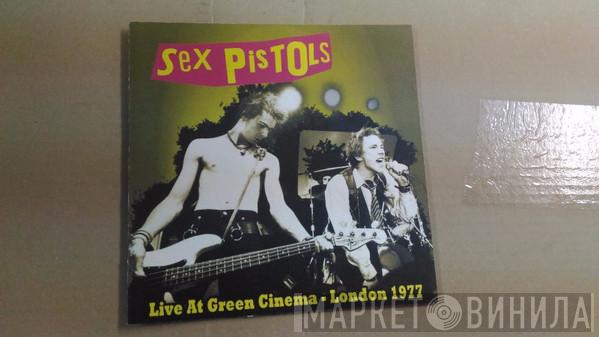 Sex Pistols
Live At Green Cinema - London 1977
МАРКЕТ ВИНИЛА